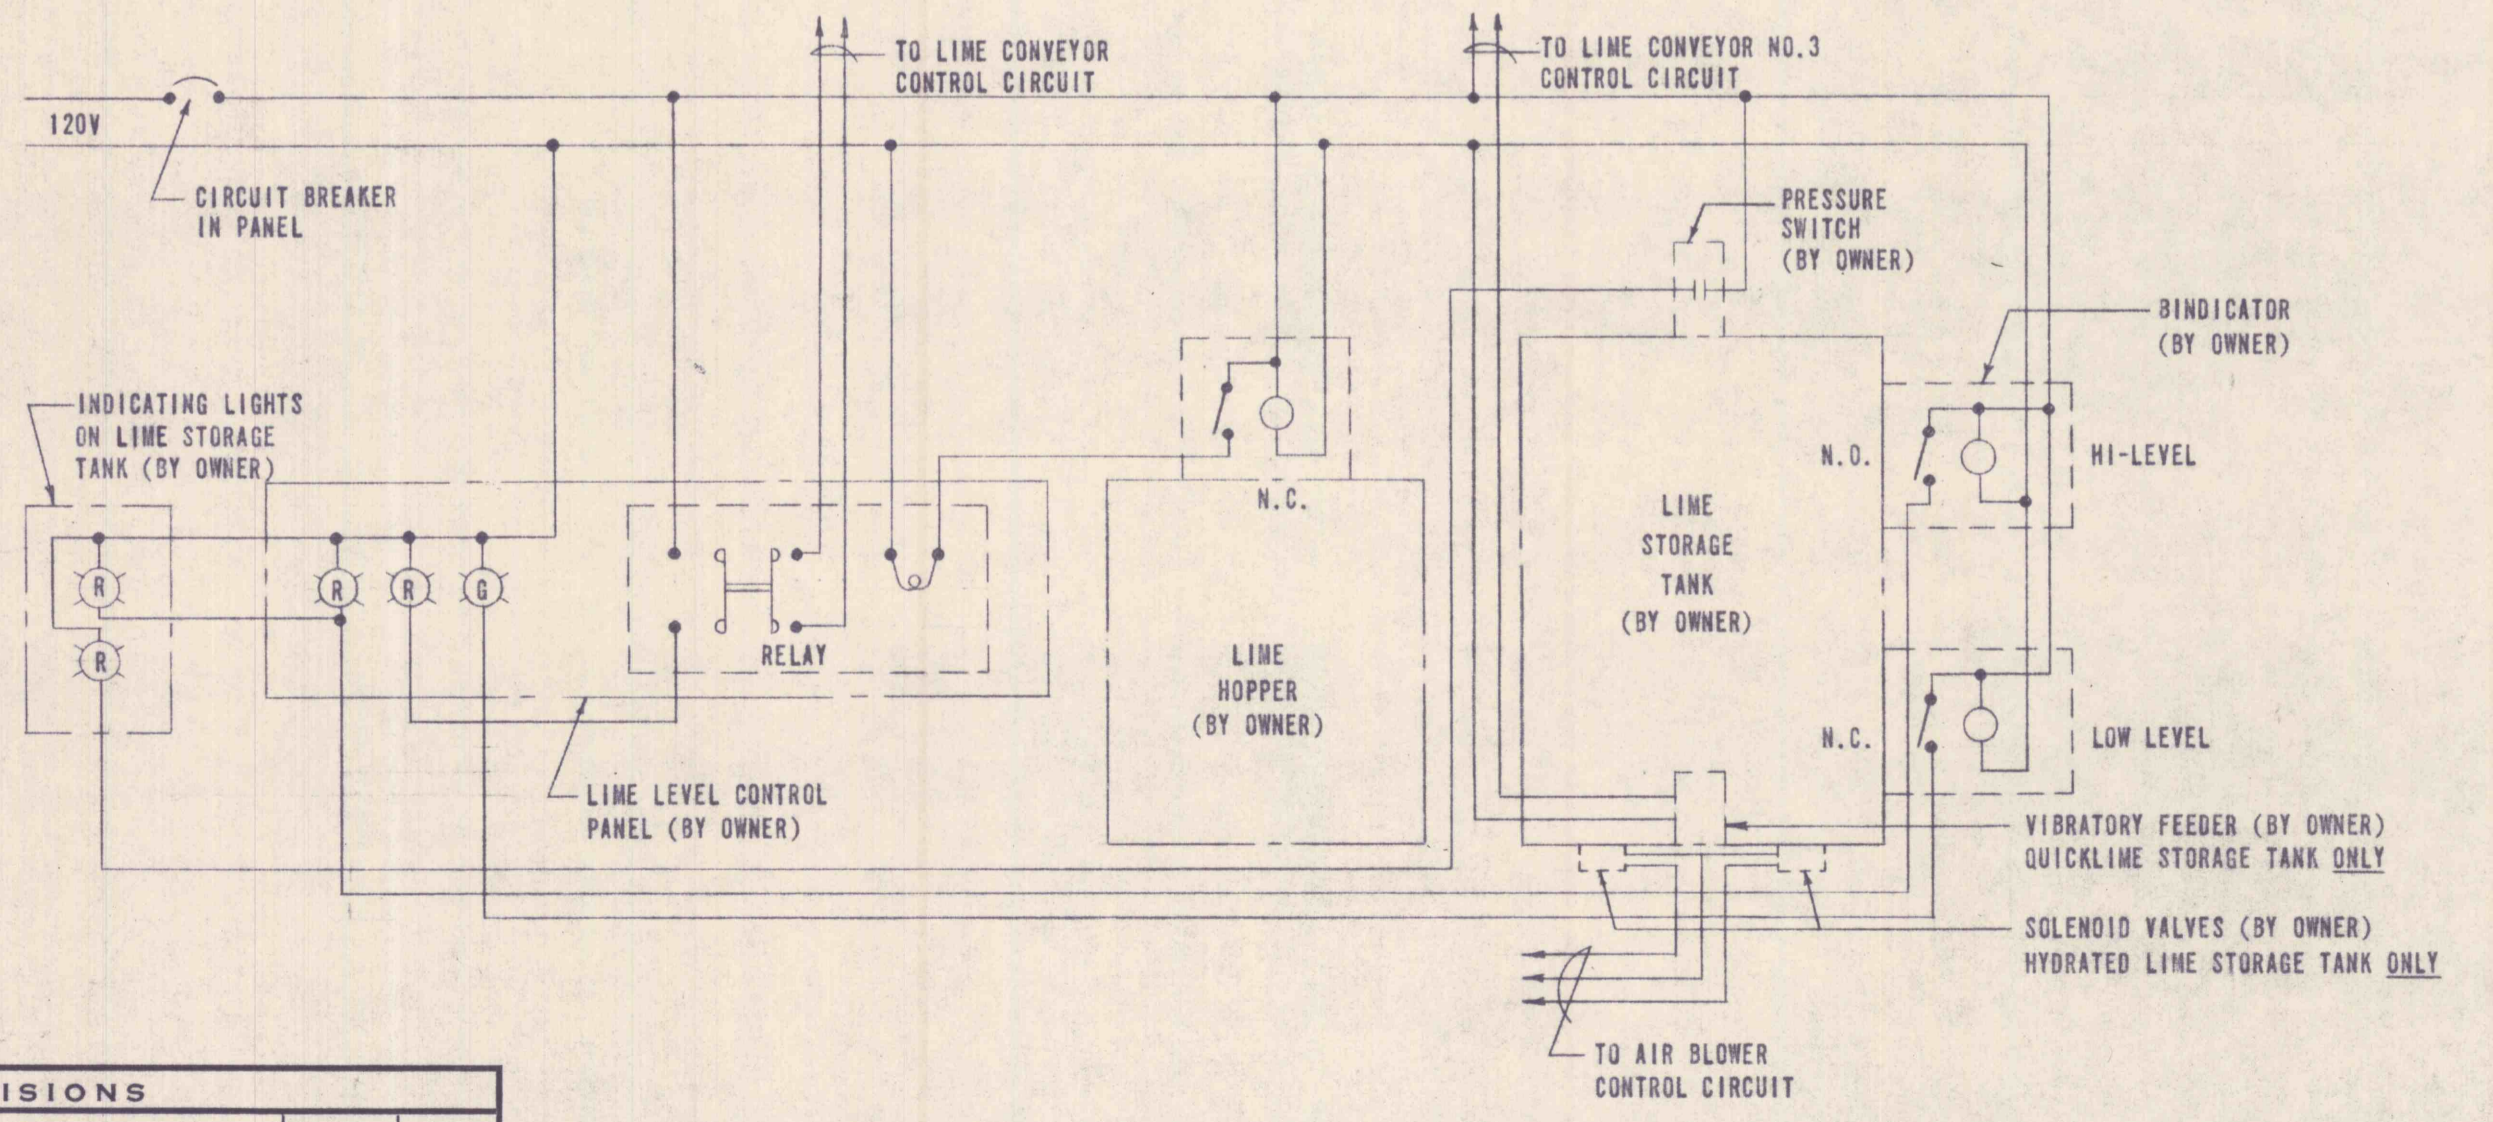 TO LIME CONVEYOR
CONTROL CIRCUIT
TO LIME CONVEYOR NO.3
CONTROL CIRCUIT
120V
CIRCUIT BREAKER
IN PANEL
PRESSURE
SWITCH
(BY OWNER)
BINDICATOR
(BY OWNER)
INDICATING LIGHTS
ON LIME STORAGE
TANK (BY OWNER)
N.O.
HI-LEVEL
N.C.
LIME
STORAGE
TANK
(BY OWNER)
R
R
R
G
R
RELAY
LIME
HOPPER
(BY OWNER)
N.C.
LOW LEVEL
LIME LEVEL CONTROL
PANEL (BY OWNER)
VIBRATORY FEEDER (BY OWNER)
QUICKLIME STORAGE TANK ONLY
SOLENOID VALVES (BY OWNER)
HYDRATED LIME STORAGE TANK ONLY
TO AIR BLOWER
CONTROL CIRCUIT
ISIONS